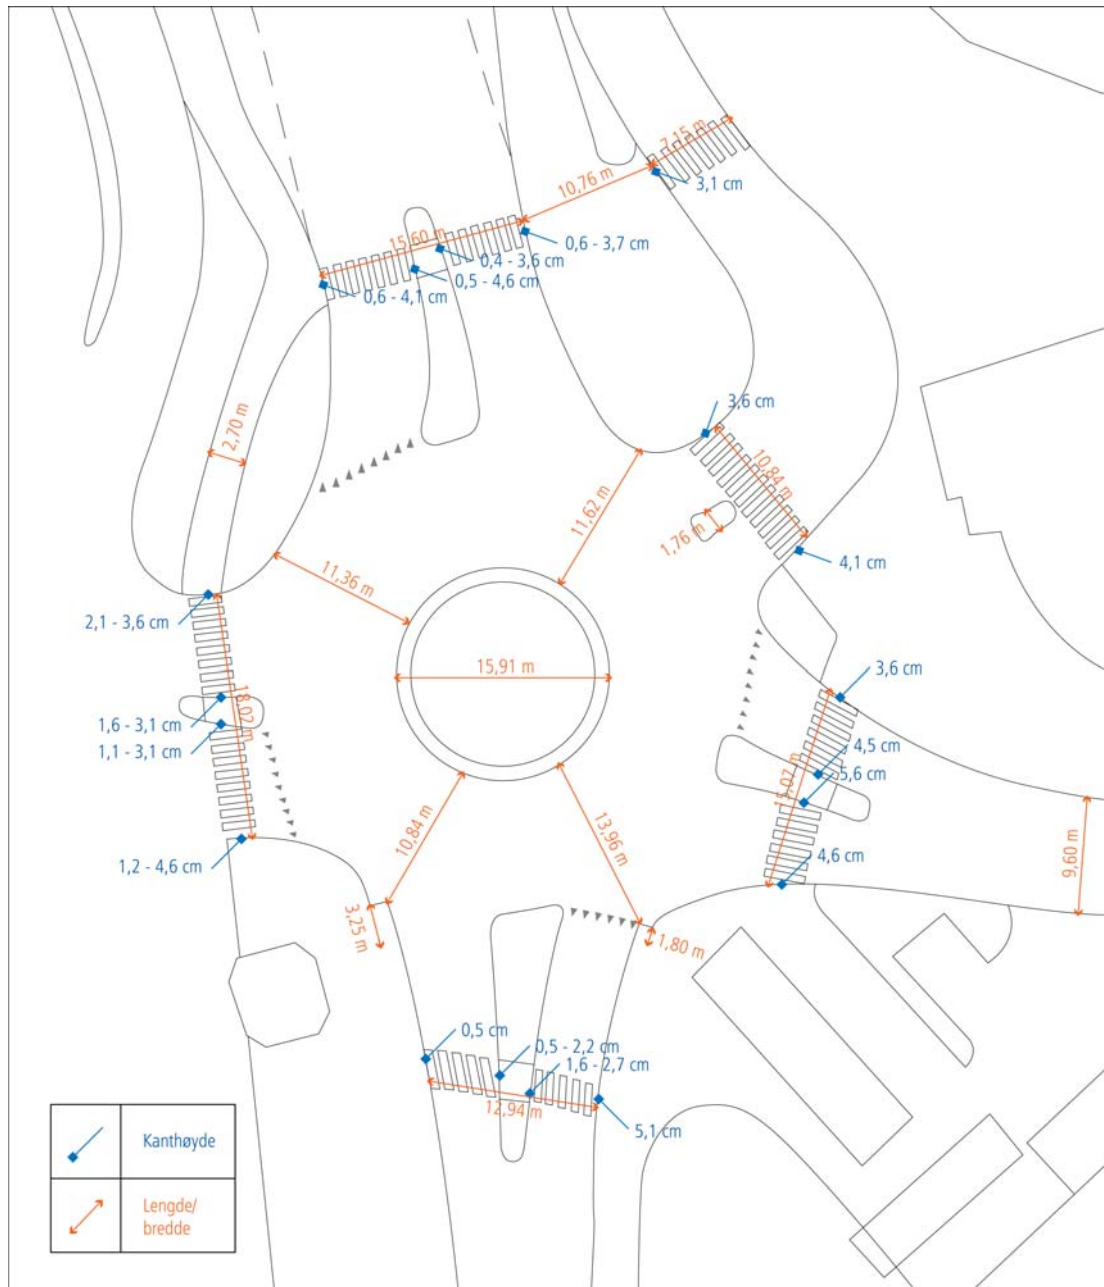 7,15 m
10,76 m
3,1 cm
15,60 m
0,6 - 3,7 cm
0,4 - 3,6 cm
0,5 - 4,6 cm
0,6 - 4,1 cm
3,6 cm
2,70 m
10,84 m
11,62 m
1,76 m
4,1 cm
11,36 m
2,1 - 3,6 cm
15,91 m
3,6 cm
18,02 m
1,6 - 3,1 cm
1,1 - 3,1 cm
4,5 cm
5,6 cm
15,07 m
10,84 m
13,96 m
9,60 m
1,2 - 4,6 cm
4,6 cm
3,25 m
1,80 m
0,5 cm
0,5 - 2,2 cm
1,6 - 2,7 cm
12,94 m
5,1 cm
Kanthøyde
Lengde/
bredde